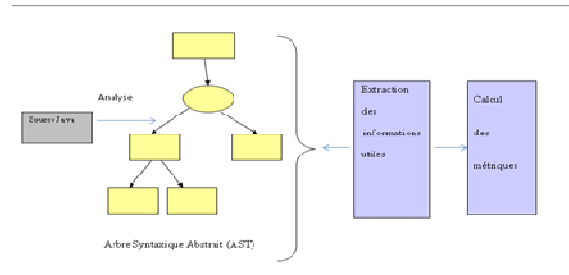 Analyse
Source Java
Extraction
des
informations
utiles
Calcul
des
métriques
Arbre Syntaxique Abstrait (AST)